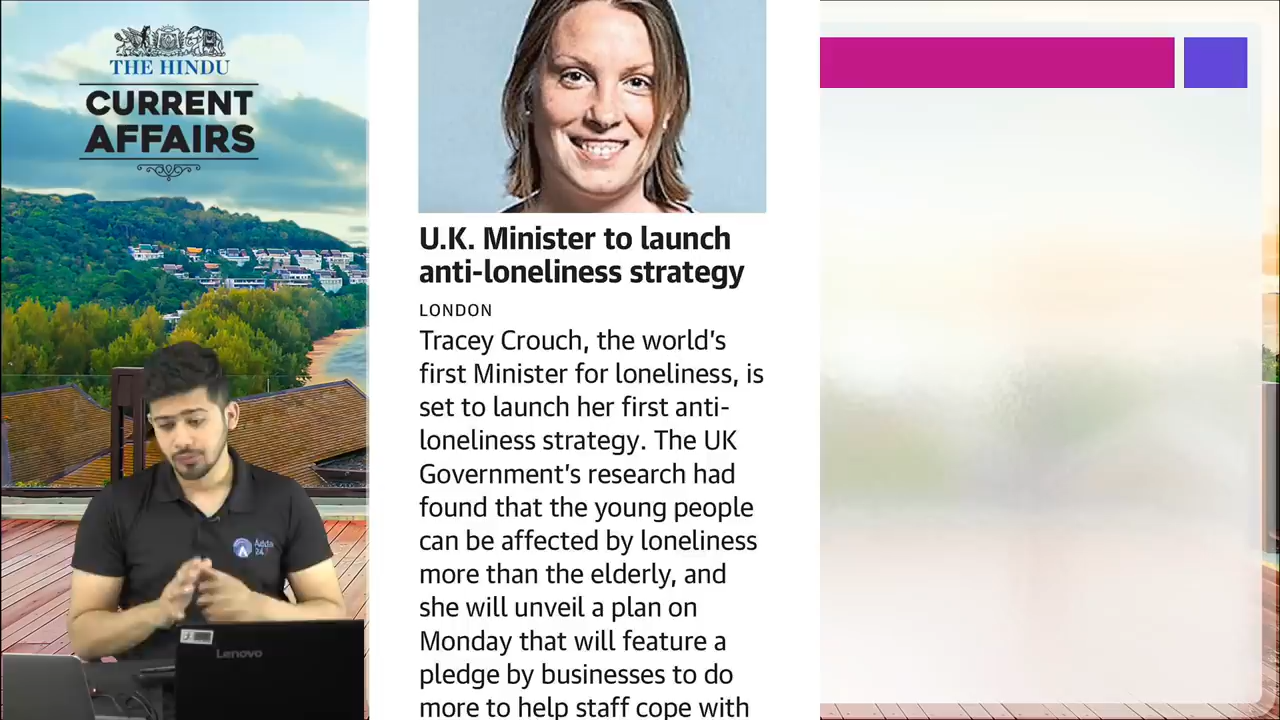 THE HINDU
CURRENT
AFFAIRS
U.K. Minister to launch
anti-loneliness strategy
LONDON
Tracey Crouch, the world's
first Minister for loneliness, is
set to launch her first anti-
loneliness strategy. The UK
Government's research had
found that the young people
can be affected by loneliness
more than the elderly, and
she will unveil a plan on
Monday that will feature a
pledge by businesses to do
more to help staff cope with
Adda
24
Lenovo